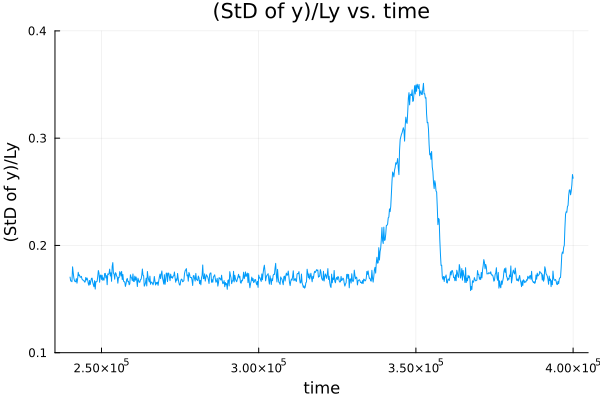 (StD of y)/Ly vs. time
(StD of y)/Ly
0.4
0.3
0.2
0.1
2.50×10⁵
3.00×10⁵
3.50×10⁵
4.00×10⁵
time